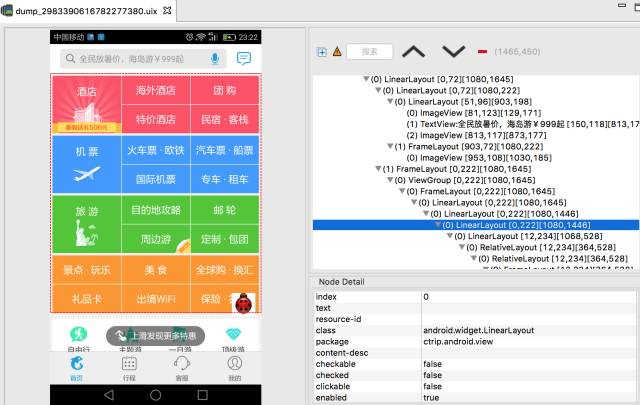 dump_2983390616782277380.uix
中国移动
23:22
全民放暑价，海岛游￥999起
酒店
海外酒店
团 购
特价酒店
民宿 · 客栈
暑假送礼500元
机 票
火车票 · 欧铁
汽车票 · 船票
国际机票
专车 · 租车
旅 游
目的地攻略
邮 轮
周边游
定制 · 包团
景点 · 玩乐
美 食
全球购 · 换汇
礼品卡
出境WiFi
保险 ·
上滑发现更多特惠
自由行
主题游
一日游
顶级游
首页
行程
客服
我的
搜索
(1465,460)
(0) LinearLayout [0,72][1080,1645]
(0) LinearLayout [0,72][1080,222]
(0) LinearLayout [51,96][903,198]
(0) ImageView [81,123][129,171]
(1) TextView:全民放暑价，海岛游￥999起 [150,118][813,17
(2) ImageView [813,117][873,177]
(1) FrameLayout [903,72][1080,222]
(0) ImageView [953,108][1030,185]
(1) FrameLayout [0,222][1080,1645]
(0) ViewGroup [0,222][1080,1645]
(0) FrameLayout [0,222][1080,1645]
(0) LinearLayout [0,222][1080,1645]
(0) LinearLayout [0,222][1080,1446]
(0) LinearLayout [0,222][1080,1446]
(0) LinearLayout [12,234][1068,528]
(0) RelativeLayout [12,234][364,528]
(0) RelativeLayout [12,234][364,528]
(0) FrameLayout [12,234][364,528]
Node Detail
index 0
text
resource-id
class android.widget.LinearLayout
package ctrip.android.view
content-desc
checkable false
checked false
clickable false
enabled true